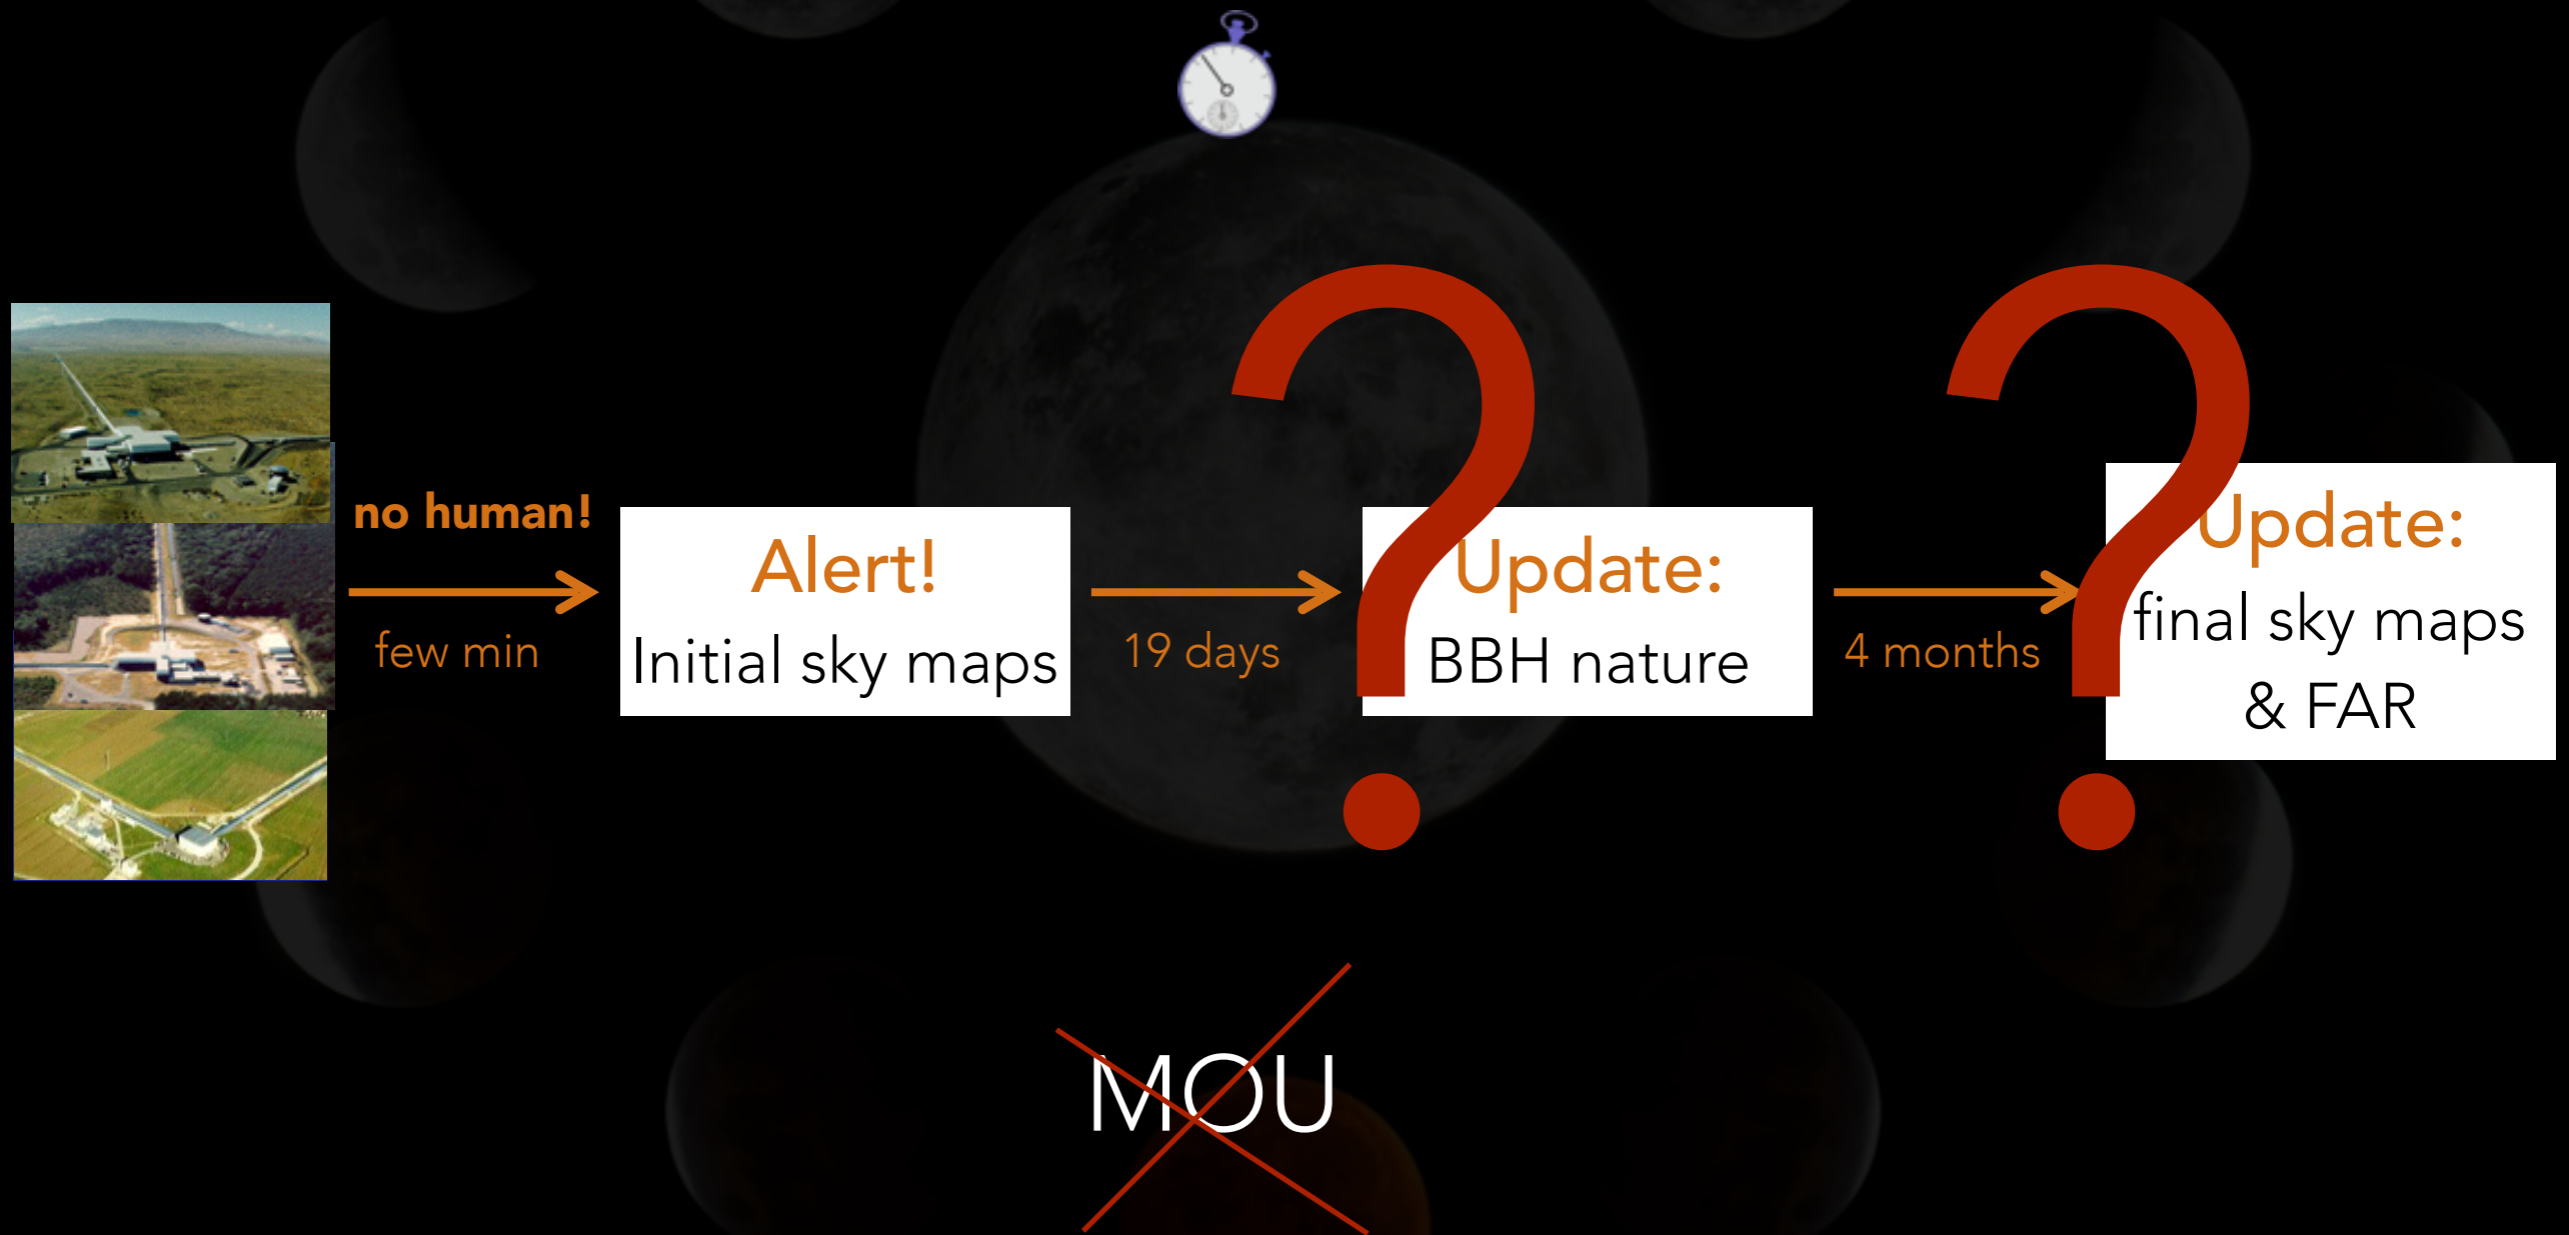 no human!
few min
Alert!
Initial sky maps
19 days
?
Update:
BBH nature
4 months
?
Update:
final sky maps
& FAR
MOU